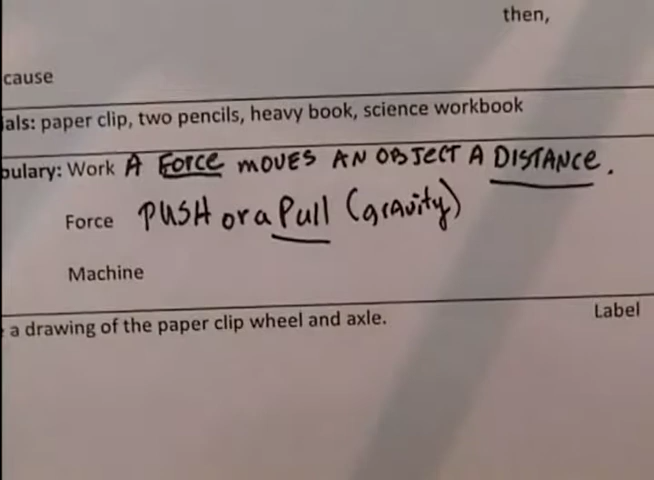 then,
cause
ials: paper clip, two pencils, heavy book, science workbook
bulary: Work A FORCE MOVES AN OBJECT A DISTANCE.
Force PUSH or a Pull (gravity)
Machine
a drawing of the paper clip wheel and axle. Label